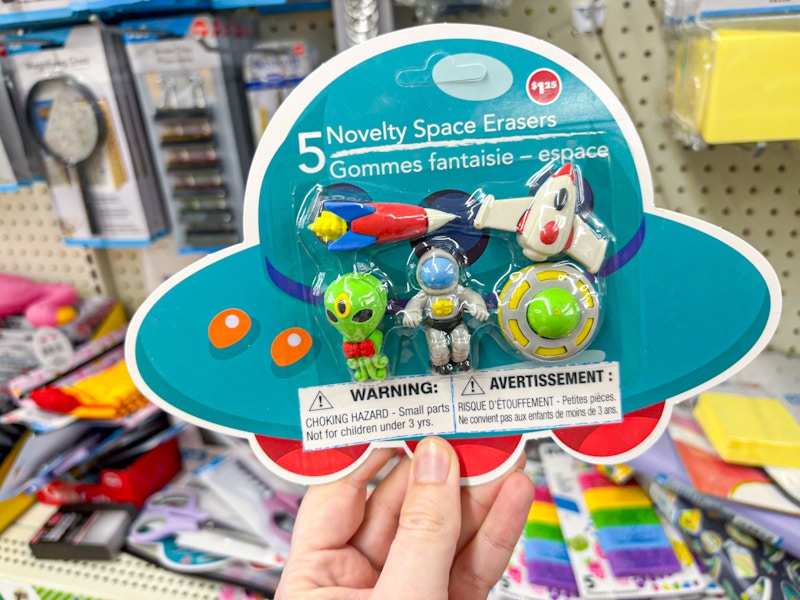 $1.25
5 Novelty Space Erasers
Gommes fantaisie – espace
WARNING:
CHOKING HAZARD - Small parts
Not for children under 3 yrs.
AVERTISSEMENT :
RISQUE D'ÉTOUFFEMENT - Petites pièces.
Ne convient pas aux enfants de moins de 3 ans.